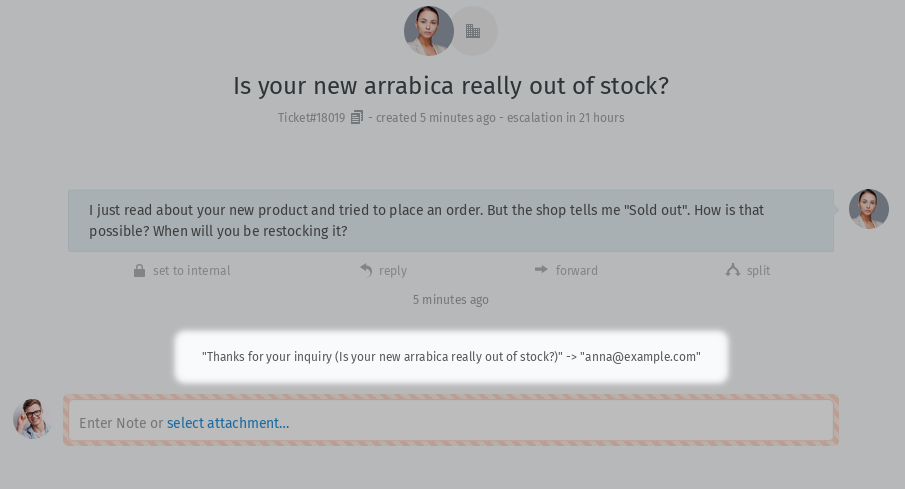 Is your new arrabica really out of stock?
Ticket#18019 - created 5 minutes ago - escalation in 21 hours
I just read about your new product and tried to place an order. But the shop tells me "Sold out". How is that
possible? When will you be restocking it?
set to internal reply forward split
5 minutes ago
"Thanks for your inquiry (Is your new arrabica really out of stock?)" -> "anna@example.com"
Enter Note or select attachment...